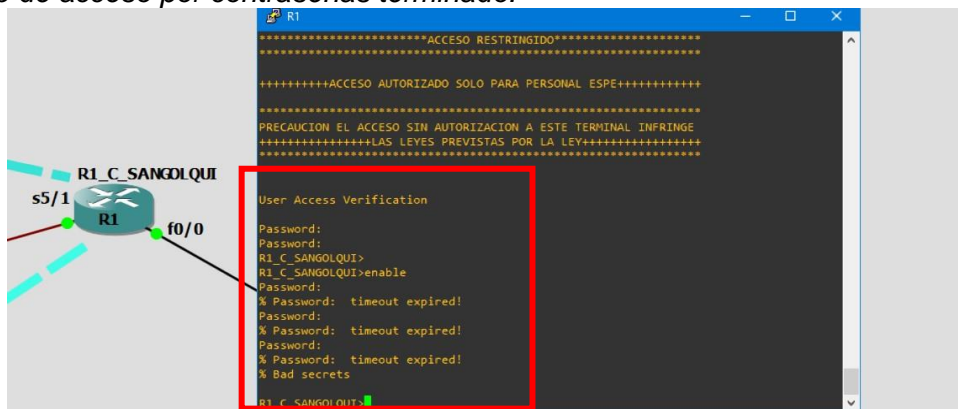 de acceso por contraseñas terminado.
R1
**************************ACCESO RESTRINGIDO***********************
*******************************************************************
++++++++++ACCESO AUTORIZADO SOLO PARA PERSONAL ESPE++++++++++++
*******************************************************************
PRECAUCION EL ACCESO SIN AUTORIZACION A ESTE TERMINAL INFRINGE
+++++++++++++++++LAS LEYES PREVISTAS POR LA LEY++++++++++++++++++
*******************************************************************
R1_C_SANGOLQUI
s5/1
R1
f0/0
User Access Verification
Password:
Password:
R1_C_SANGOLQUI>
R1_C_SANGOLQUI>enable
Password:
% Password:  timeout expired!
Password:
% Password:  timeout expired!
Password:
% Password:  timeout expired!
% Bad secrets
R1_C_SANGOLQUI>